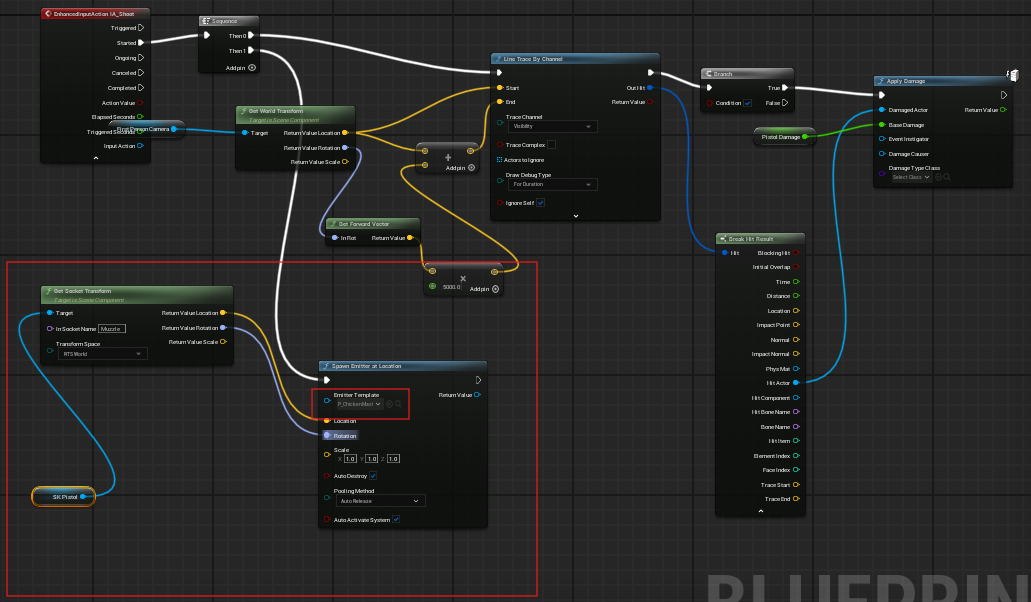 EnhancedInputAction IA_Shoot
Triggered
Started
Ongoing
Canceled
Completed
Action Value
Elapsed Seconds
Triggered Seconds
Input Action
First Person Camera
Sequence
Then 0
Then 1
Add pin
Get World Transform
Target is Scene Component
Target
Return Value Location
Return Value Rotation
Return Value Scale
Get Forward Vector
In Rot
Return Value
+
Add pin
×
5000.0
Add pin
Line Trace By Channel
Start
Out Hit
End
Return Value
Trace Channel
Visibility
Trace Complex
Actors to Ignore
Draw Debug Type
For Duration
Ignore Self
Branch
True
Condition
False
Pistol Damage
Apply Damage
Damaged Actor
Return Value
Base Damage
Event Instigator
Damage Causer
Damage Type Class
Select Class
Break Hit Result
Hit
Blocking Hit
Initial Overlap
Time
Distance
Location
Impact Point
Normal
Impact Normal
Phys Mat
Hit Actor
Hit Component
Hit Bone Name
Bone Name
Hit Item
Element Index
Face Index
Trace Start
Trace End
Get Socket Transform
Target is Scene Component
Target
Return Value Location
In Socket Name Muzzle
Return Value Rotation
Transform Space
Return Value Scale
RTS World
SK Pistol
Spawn Emitter at Location
Emitter Template
Return Value
Location
Rotation
Scale
X 1.0 Y 1.0 Z 1.0
Auto Destroy
Pooling Method
Auto Release
Auto Activate System
BLUEPRIN